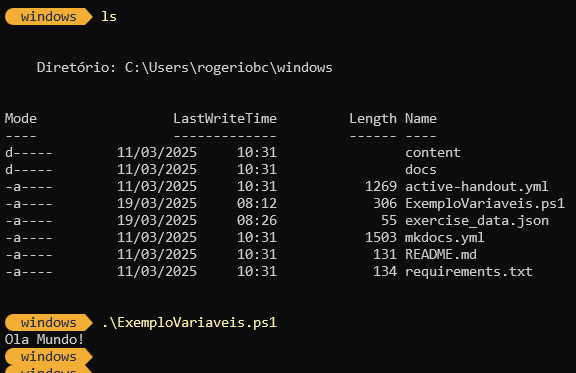 windows ls
Diretório: C:\Users\rogeriobc\windows
Mode LastWriteTime Length Name
---- ------------- ------ ----
d----- 11/03/2025 10:31 content
d----- 11/03/2025 10:31 docs
-a---- 11/03/2025 10:31 1269 active-handout.yml
-a---- 19/03/2025 08:12 306 ExemploVariaveis.ps1
-a---- 19/03/2025 08:26 55 exercise_data.json
-a---- 11/03/2025 10:31 1503 mkdocs.yml
-a---- 11/03/2025 10:31 131 README.md
-a---- 11/03/2025 10:31 134 requirements.txt
windows .\ExemploVariaveis.ps1
Ola Mundo!
windows
windows